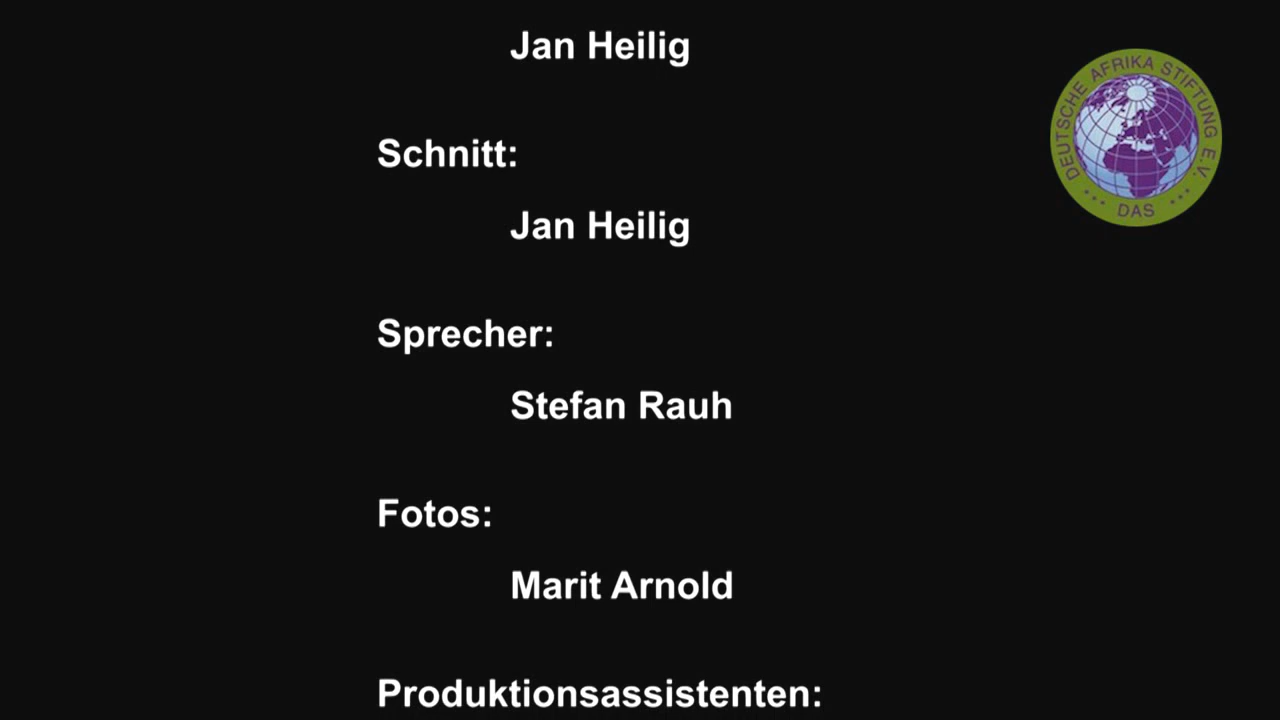 Jan Heilig
Schnitt:
Jan Heilig
Sprecher:
Stefan Rauh
Fotos:
Marit Arnold
Produktionsassistenten:
DEUTSCHE AFRIKA STIFTUNG E.V.
••• DAS •••